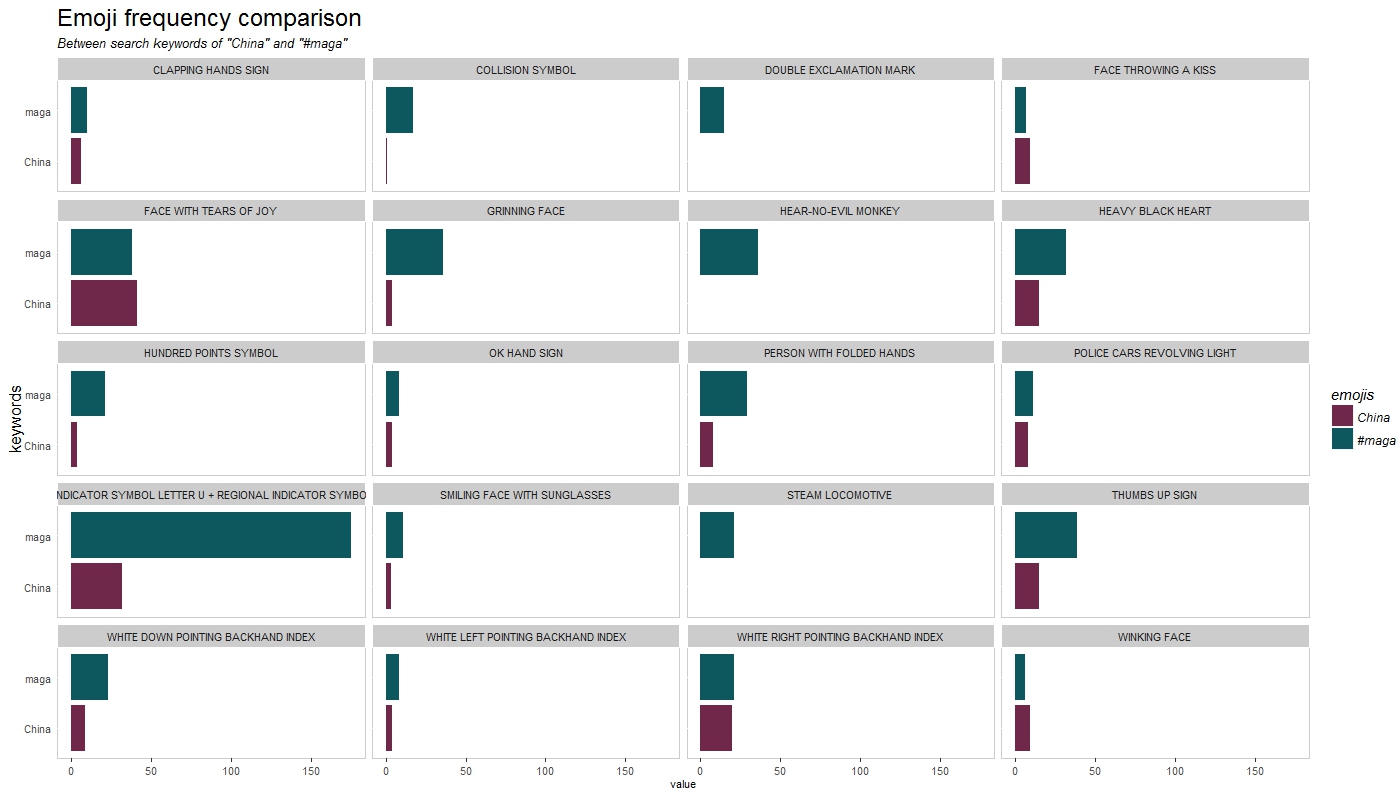 Emoji frequency comparison
Between search keywords of "China" and "#maga"
CLAPPING HANDS SIGN COLLISION SYMBOL DOUBLE EXCLAMATION MARK FACE THROWING A KISS
maga
China
FACE WITH TEARS OF JOY GRINNING FACE HEAR-NO-EVIL MONKEY HEAVY BLACK HEART
maga
China
HUNDRED POINTS SYMBOL OK HAND SIGN PERSON WITH FOLDED HANDS POLICE CARS REVOLVING LIGHT
maga
China
keywords
NDICATOR SYMBOL LETTER U + REGIONAL INDICATOR SYMBO SMILING FACE WITH SUNGLASSES STEAM LOCOMOTIVE THUMBS UP SIGN
maga
China
WHITE DOWN POINTING BACKHAND INDEX WHITE LEFT POINTING BACKHAND INDEX WHITE RIGHT POINTING BACKHAND INDEX WINKING FACE
maga
China
0 50 100 150 0 50 100 150 0 50 100 150 0 50 100 150
value
emojis
China
#maga